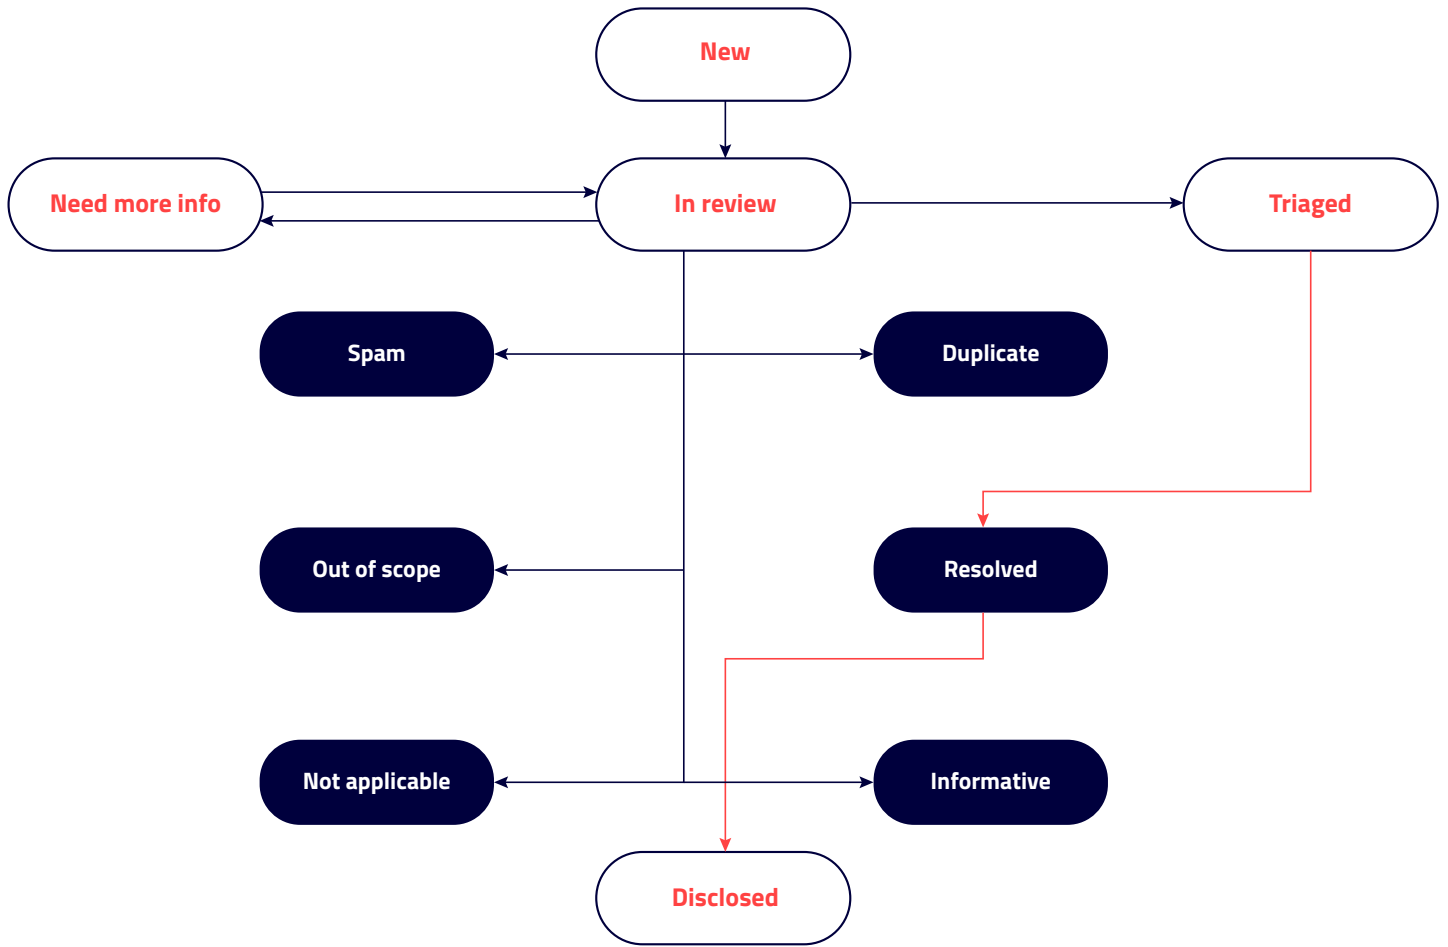 New
Need more info
In review
Triaged
Spam
Duplicate
Out of scope
Resolved
Not applicable
Informative
Disclosed